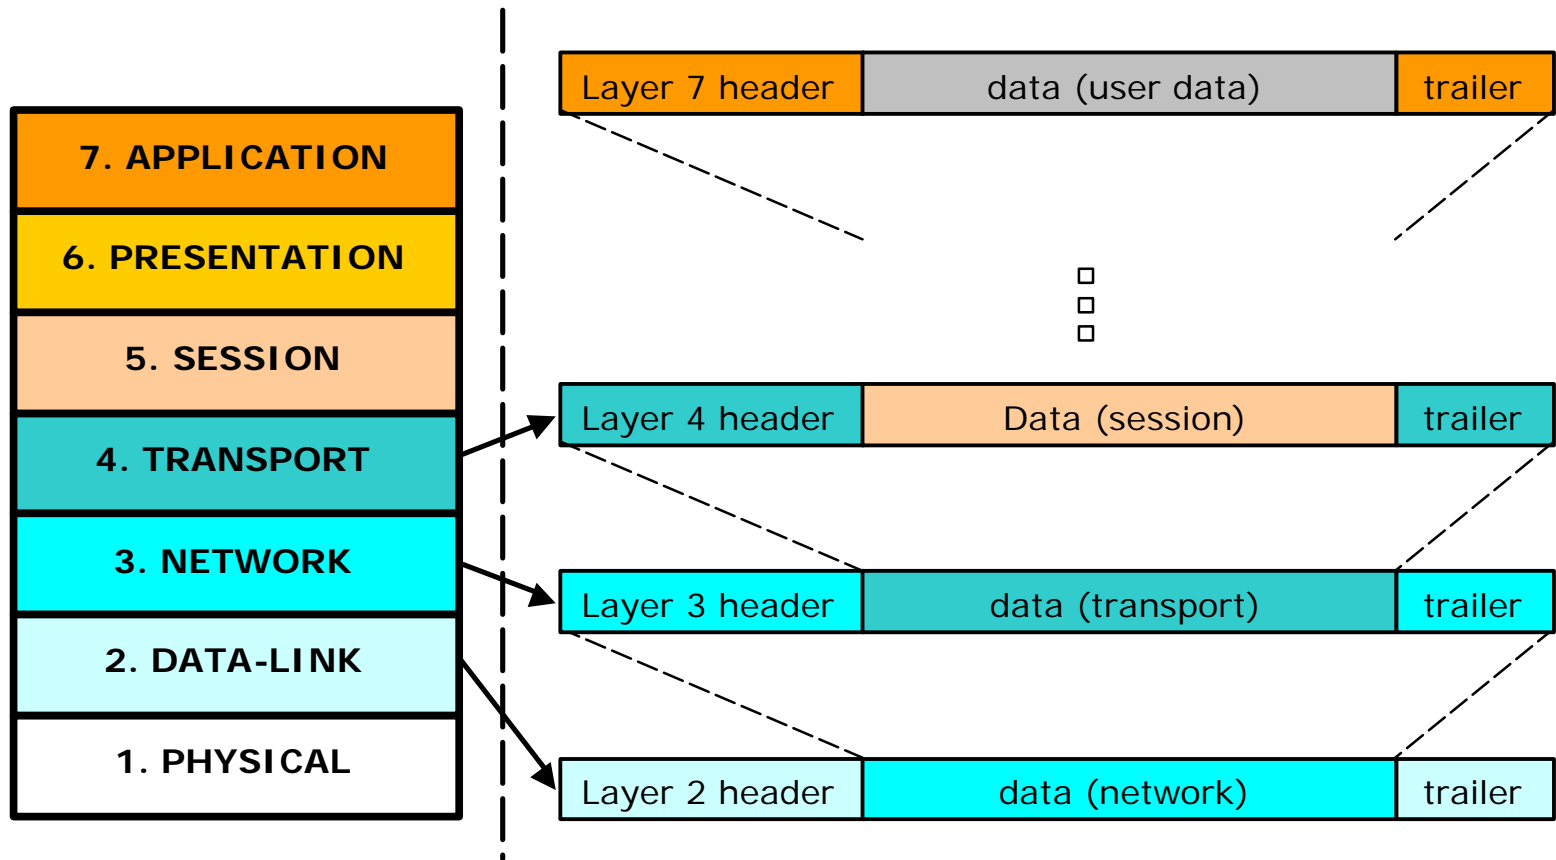 7. APPLICATION
6. PRESENTATION
5. SESSION
4. TRANSPORT
3. NETWORK
2. DATA-LINK
1. PHYSICAL
Layer 7 header data (user data) trailer
Layer 4 header Data (session) trailer
Layer 3 header data (transport) trailer
Layer 2 header data (network) trailer